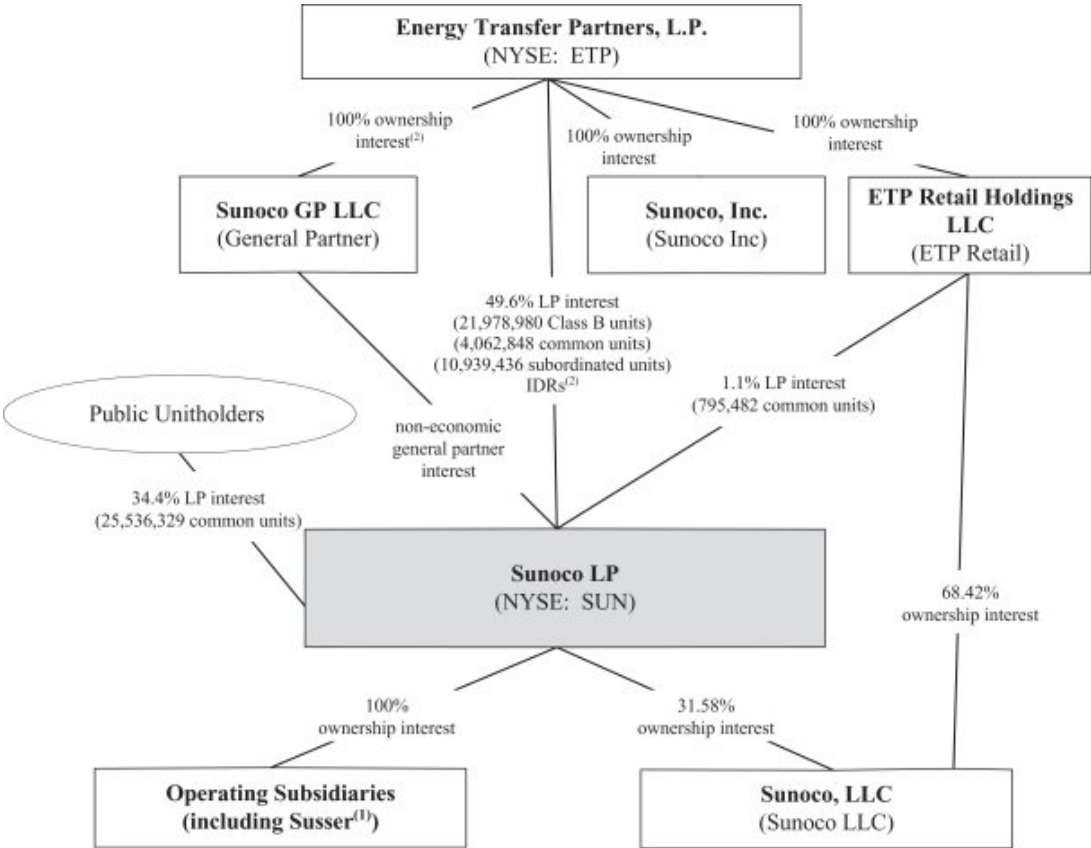 Energy Transfer Partners, L.P.
(NYSE: ETP)
100% ownership
interest(2)
100% ownership
interest
100% ownership
interest
Sunoco GP LLC
(General Partner)
Sunoco, Inc.
(Sunoco Inc)
ETP Retail Holdings
LLC
(ETP Retail)
49.6% LP interest
(21,978,980 Class B units)
(4,062,848 common units)
(10,939,436 subordinated units)
IDRs(2)
1.1% LP interest
(795,482 common units)
Public Unitholders
non-economic
general partner
interest
34.4% LP interest
(25,536,329 common units)
Sunoco LP
(NYSE: SUN)
68.42%
ownership interest
100%
ownership interest
31.58%
ownership interest
Operating Subsidiaries
(including Susser(1))
Sunoco, LLC
(Sunoco LLC)